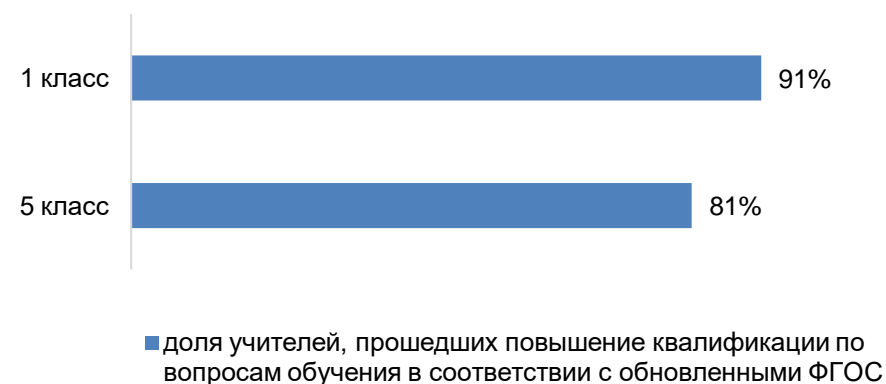 1 класс
91%
5 класс
81%
доля учителей, прошедших повышение квалификации по
вопросам обучения в соответствии с обновленными ФГОС